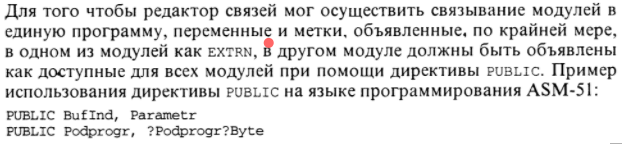 Для того чтобы редактор связей мог осуществить связывание модулей в
единую программу, переменные и метки, объявленные, по крайней мере,
в одном из модулей как EXTRN, в другом модуле должны быть объявлены
как доступные для всех модулей при помощи директивы PUBLIC. Пример
использования директивы PUBLIC на языке программирования ASM-51:
PUBLIC BufInd, Parametr
PUBLIC Podprogr, ?Podprogr?Byte